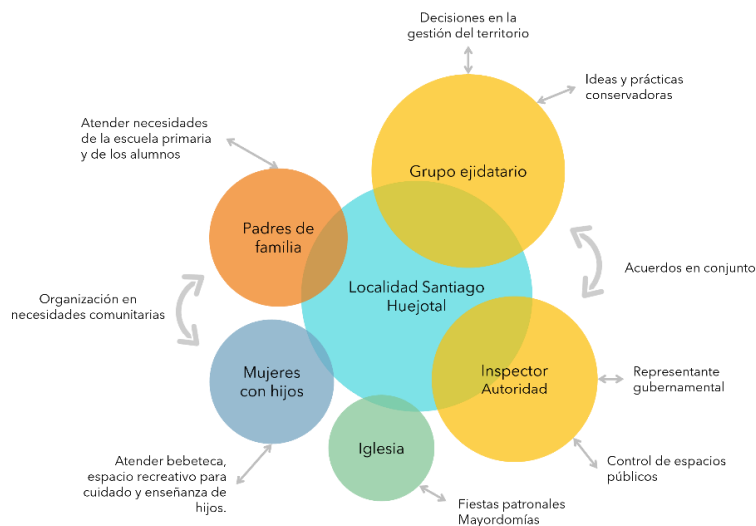 Decisiones en la
gestión del territorio
Ideas y prácticas
conservadoras
Atender necesidades
de la escuela primaria
y de los alumnos
Grupo ejidatario
Padres de
familia
Acuerdos en conjunto
Localidad Santiago
Huejotal
Organización en
necesidades comunitarias
Inspector
Autoridad
Representante
gubernamental
Mujeres
con hijos
Iglesia
Atender bebeteca,
espacio recreativo para
cuidado y enseñanza de
hijos.
Control de espacios
públicos
Fiestas patronales
Mayordomías